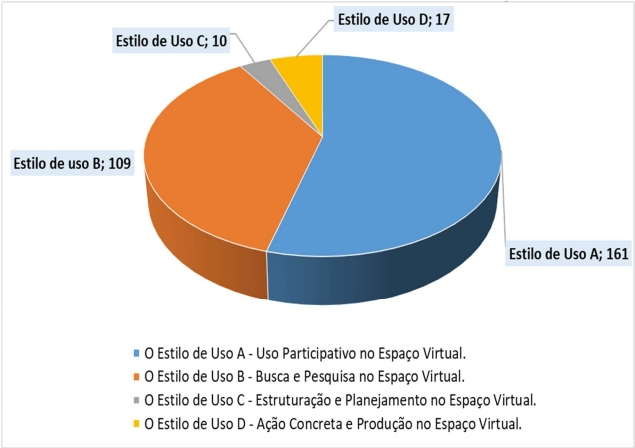 Estilo de Uso D; 17
Estilo de Uso C; 10
Estilo de uso B; 109
Estilo de Uso A; 161
O Estilo de Uso A - Uso Participativo no Espaço Virtual.
O Estilo de Uso B - Busca e Pesquisa no Espaço Virtual.
O Estilo de Uso C - Estruturação e Planejamento no Espaço Virtual.
O Estilo de Uso D - Ação Concreta e Produção no Espaço Virtual.